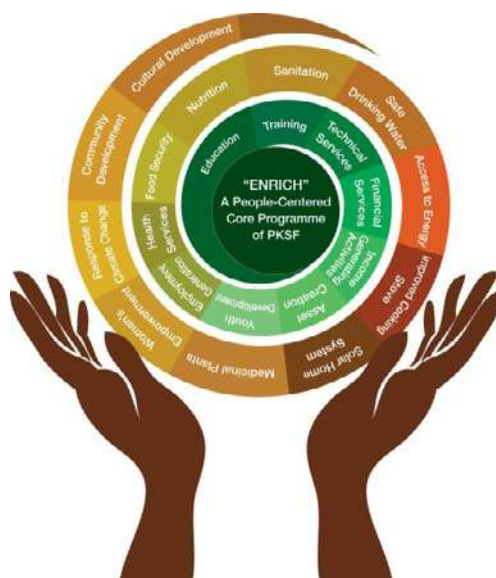 "ENRICH"
A People-Centered
Core Programme
of PKSF
Education
Training
Technical
Services
Financial
Services
Income
Generating
Activities
Asset
Creation
Youth
Development
Employment
Generation
Health
Services
Food Security
Nutrition
Sanitation
Safe
Drinking Water
Access to Energy
Improved Cooking
Stove
Solar Home
System
Medicinal Plants
Women's
Empowerment
Response to
Climate Change
Community
Development
Cultural Development